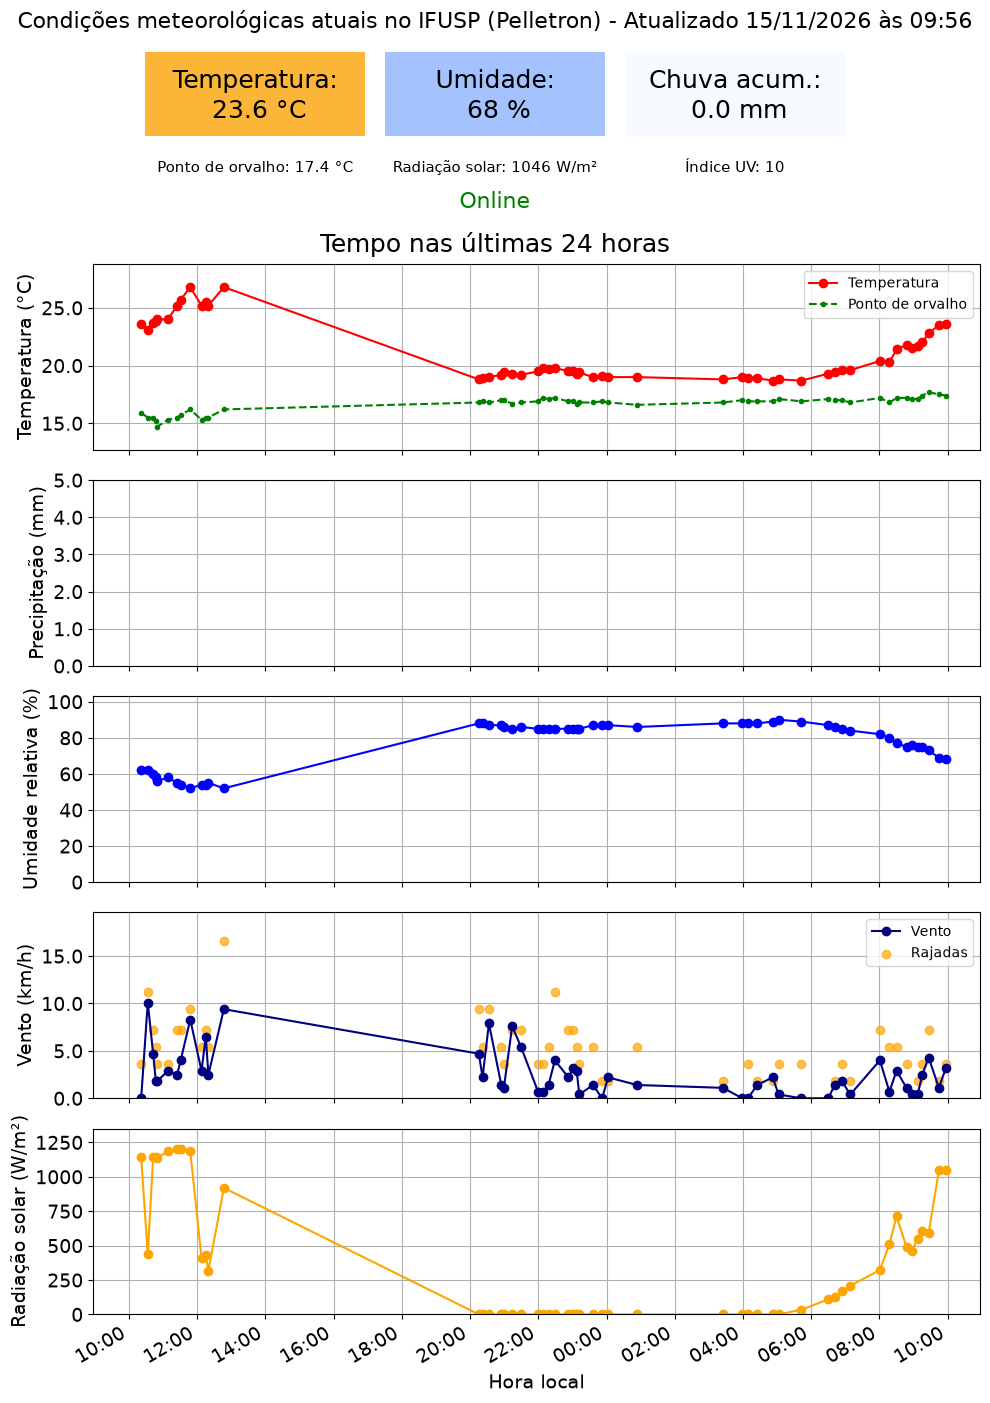 Condições meteorológicas atuais no IFUSP (Pelletron) - Atualizado 15/11/2026 às 09:56
Temperatura:
23.6 °C
Umidade:
68 %
Chuva acum.:
0.0 mm
Ponto de orvalho: 17.4 °C
Radiação solar: 1046 W/m²
Índice UV: 10
Online
Tempo nas últimas 24 horas
Temperatura (°C)
25.0
20.0
15.0
Temperatura
Ponto de orvalho
Precipitação (mm)
5.0
4.0
3.0
2.0
1.0
0.0
Umidade relativa (%)
100
80
60
40
20
0
Vento (km/h)
15.0
10.0
5.0
0.0
Vento
Rajadas
Radiação solar (W/m²)
1250
1000
750
500
250
0
10:00
12:00
14:00
16:00
18:00
20:00
22:00
00:00
02:00
04:00
06:00
08:00
10:00
Hora local